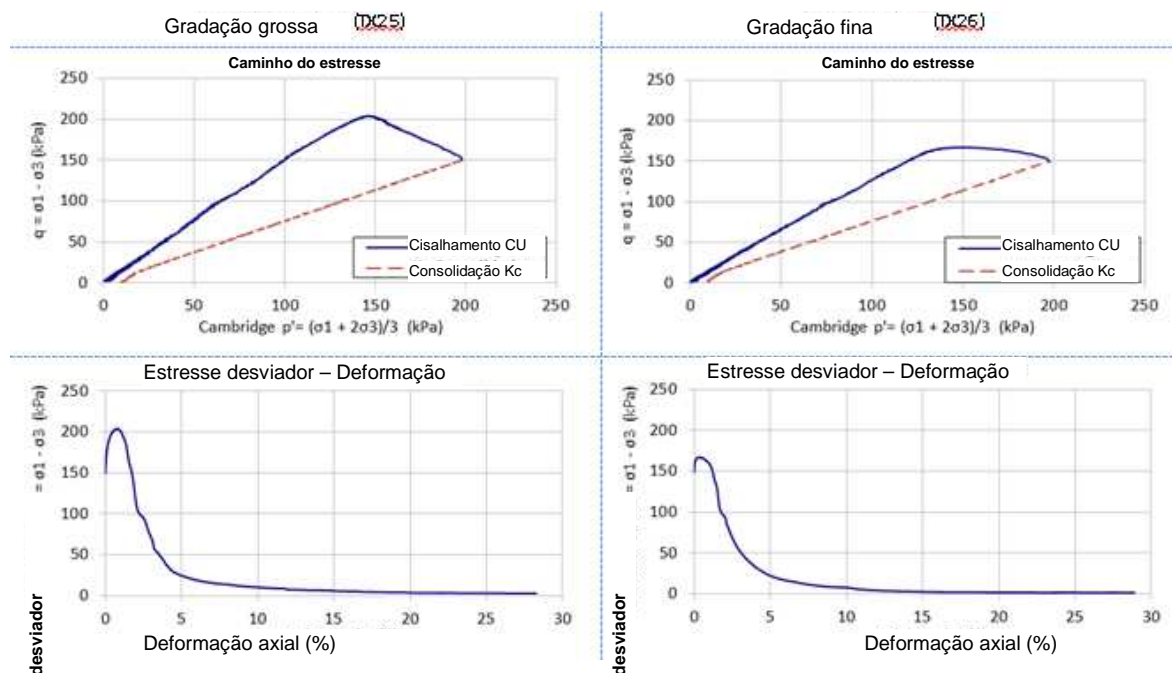 Gradação grossa (TX25)
Gradação fina (TX26)
Caminho do estresse
250
200
150
100
50
0
q = σ1 - σ3 (kPa)
Cisalhamento CU
Consolidação Kc
0 50 100 150 200 250
Cambridge p'= (σ1 + 2σ3)/3 (kPa)
Caminho do estresse
250
200
150
100
50
0
q = σ1 - σ3 (kPa)
Cisalhamento CU
Consolidação Kc
0 50 100 150 200 250
Cambridge p'= (σ1 + 2σ3)/3 (kPa)
Estresse desviador – Deformação
250
200
150
100
50
0
= σ1 - σ3 (kPa)
desviador
0 5 10 15 20 25 30
Deformação axial (%)
Estresse desviador – Deformação
250
200
150
100
50
0
= σ1 - σ3 (kPa)
desviador
0 5 10 15 20 25 30
Deformação axial (%)